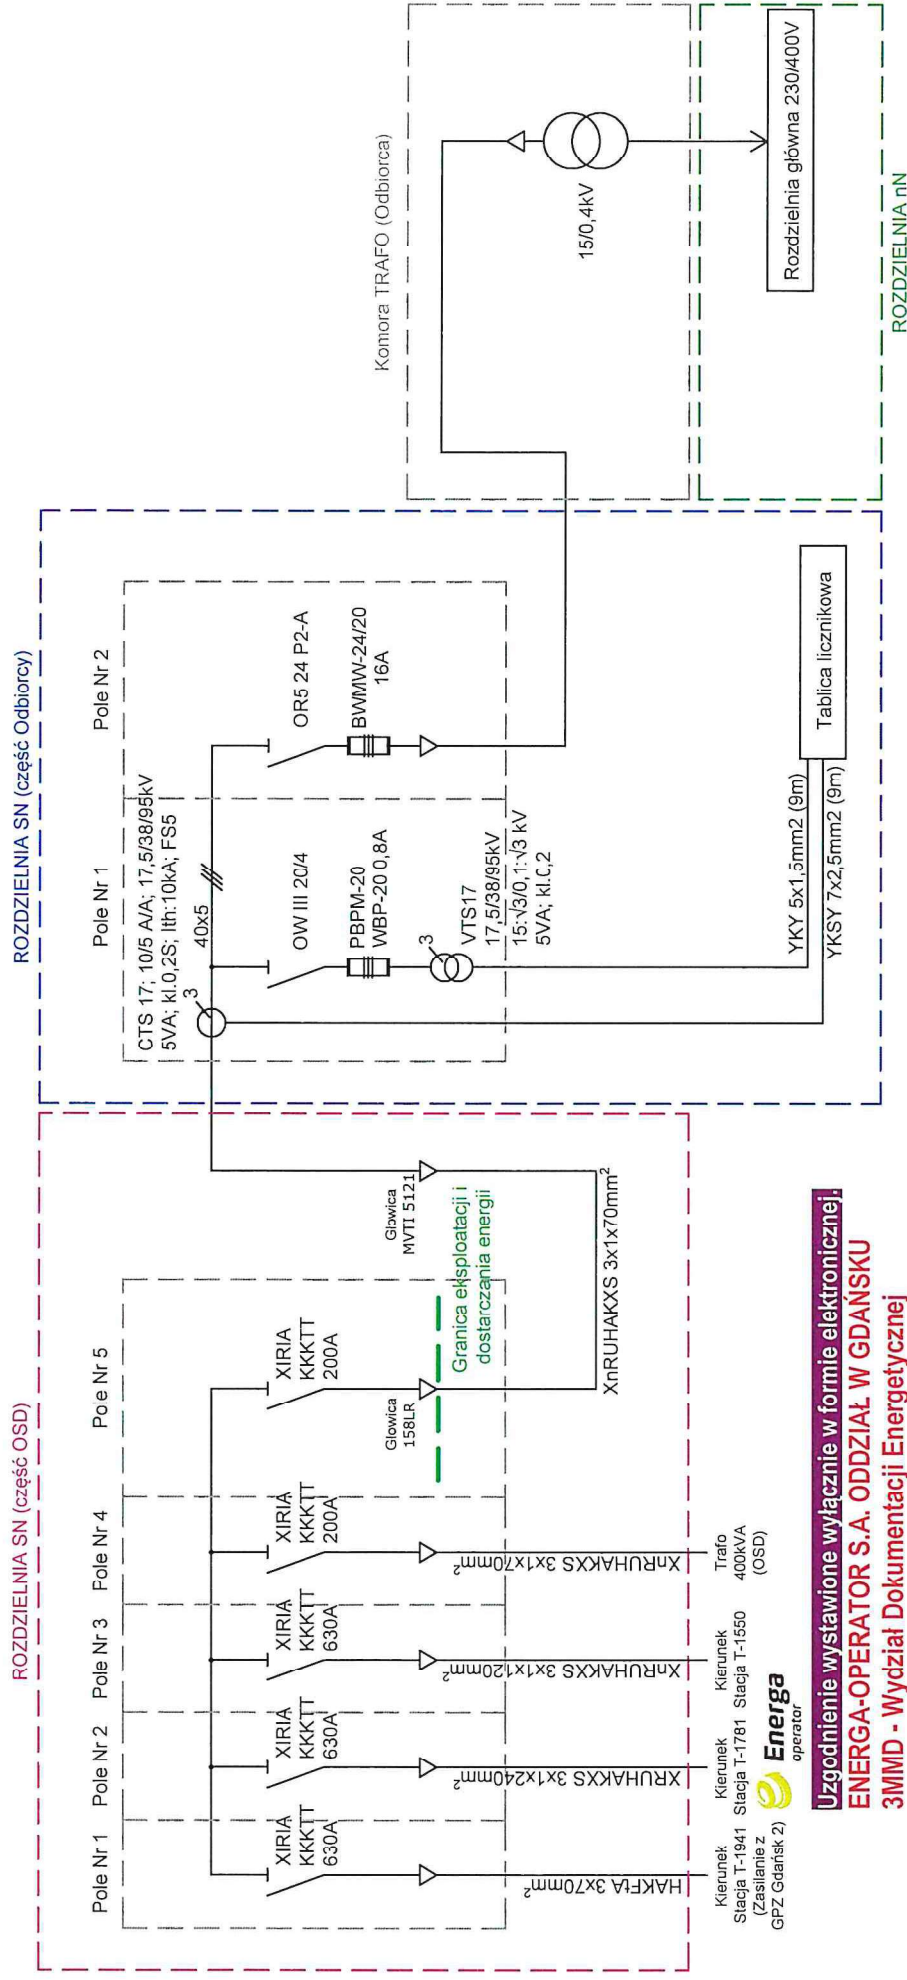 ROZDZIELNIA SN (część OSD)
Pole Nr 1
Pole Nr 2
Pole Nr 3
Pole Nr 4
Pole Nr 5
XIRIA
KKKTT
630A
XIRIA
KKKTT
630A
XIRIA
KKKTT
630A
XIRIA
KKKTT
200A
XIRIA
KKKTT
200A
Głowica
158LR
Głowica
MVTI 5121
Granica eksploatacji i
dostarczania energii
HAKFtA 3x70mm²
XRUHAKXS 3x1x240mm²
XnRUHAKXS 3x1x120mm²
XnRUHAKXS 3x1x70mm²
XnRUHAKXS 3x1x70mm²
Kierunek
Stacja T-1941
(Zasilanie z
GPZ Gdańsk 2)
Kierunek
Stacja T-1781
Kierunek
Stacja T-1550
Trafo
400kVA
(OSD)
ROZDZIELNIA SN (część Odbiorcy)
Pole Nr 1
Pole Nr 2
CTS 17; 10/5 A/A; 17,5/38/95kV
5VA; kl.0,2S; Ith:10kA; FS5
3
40x5
OW III 20/4
PBPM-20
WBP-20 0,8A
3
VTS17
17,5/38/95kV
15:√3/0,1:√3 kV
5VA; kl.0,2
OR5 24 P2-A
BWMW-24/20
16A
YKY 5x1,5mm2 (9m)
YKSY 7x2,5mm2 (9m)
Tablica licznikowa
Komora TRAFO (Odbiorca)
15/0,4kV
Rozdzielnia główna 230/400V
ROZDZIELNIA nN
Energa
operator
Uzgodnienie wystawione wyłącznie w formie elektronicznej.
ENERGA-OPERATOR S.A. ODDZIAŁ W GDAŃSKU
3MMD - Wydział Dokumentacji Energetycznej